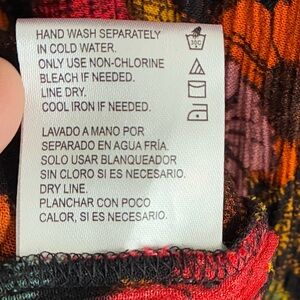 HAND WASH SEPARATELY
IN COLD WATER.
ONLY USE NON-CHLORINE
BLEACH IF NEEDED.
LINE DRY.
COOL IRON IF NEEDED.
LAVADO A MANO POR
SEPARADO EN AGUA FRÍA.
SOLO USAR BLANQUEADOR
SIN CLORO SI ES NECESARIO.
DRY LINE.
PLANCHAR CON POCO
CALOR, SI ES NECESARIO.